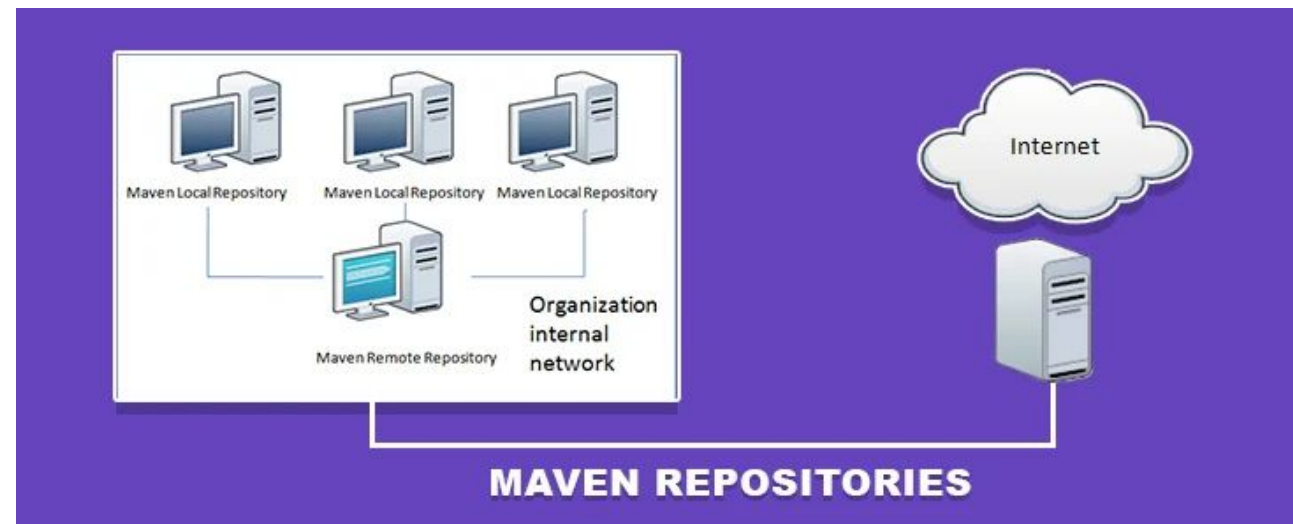 Maven Local Repository
Maven Local Repository
Maven Local Repository
Internet
Maven Remote Repository
Organization
internal
network
MAVEN REPOSITORIES